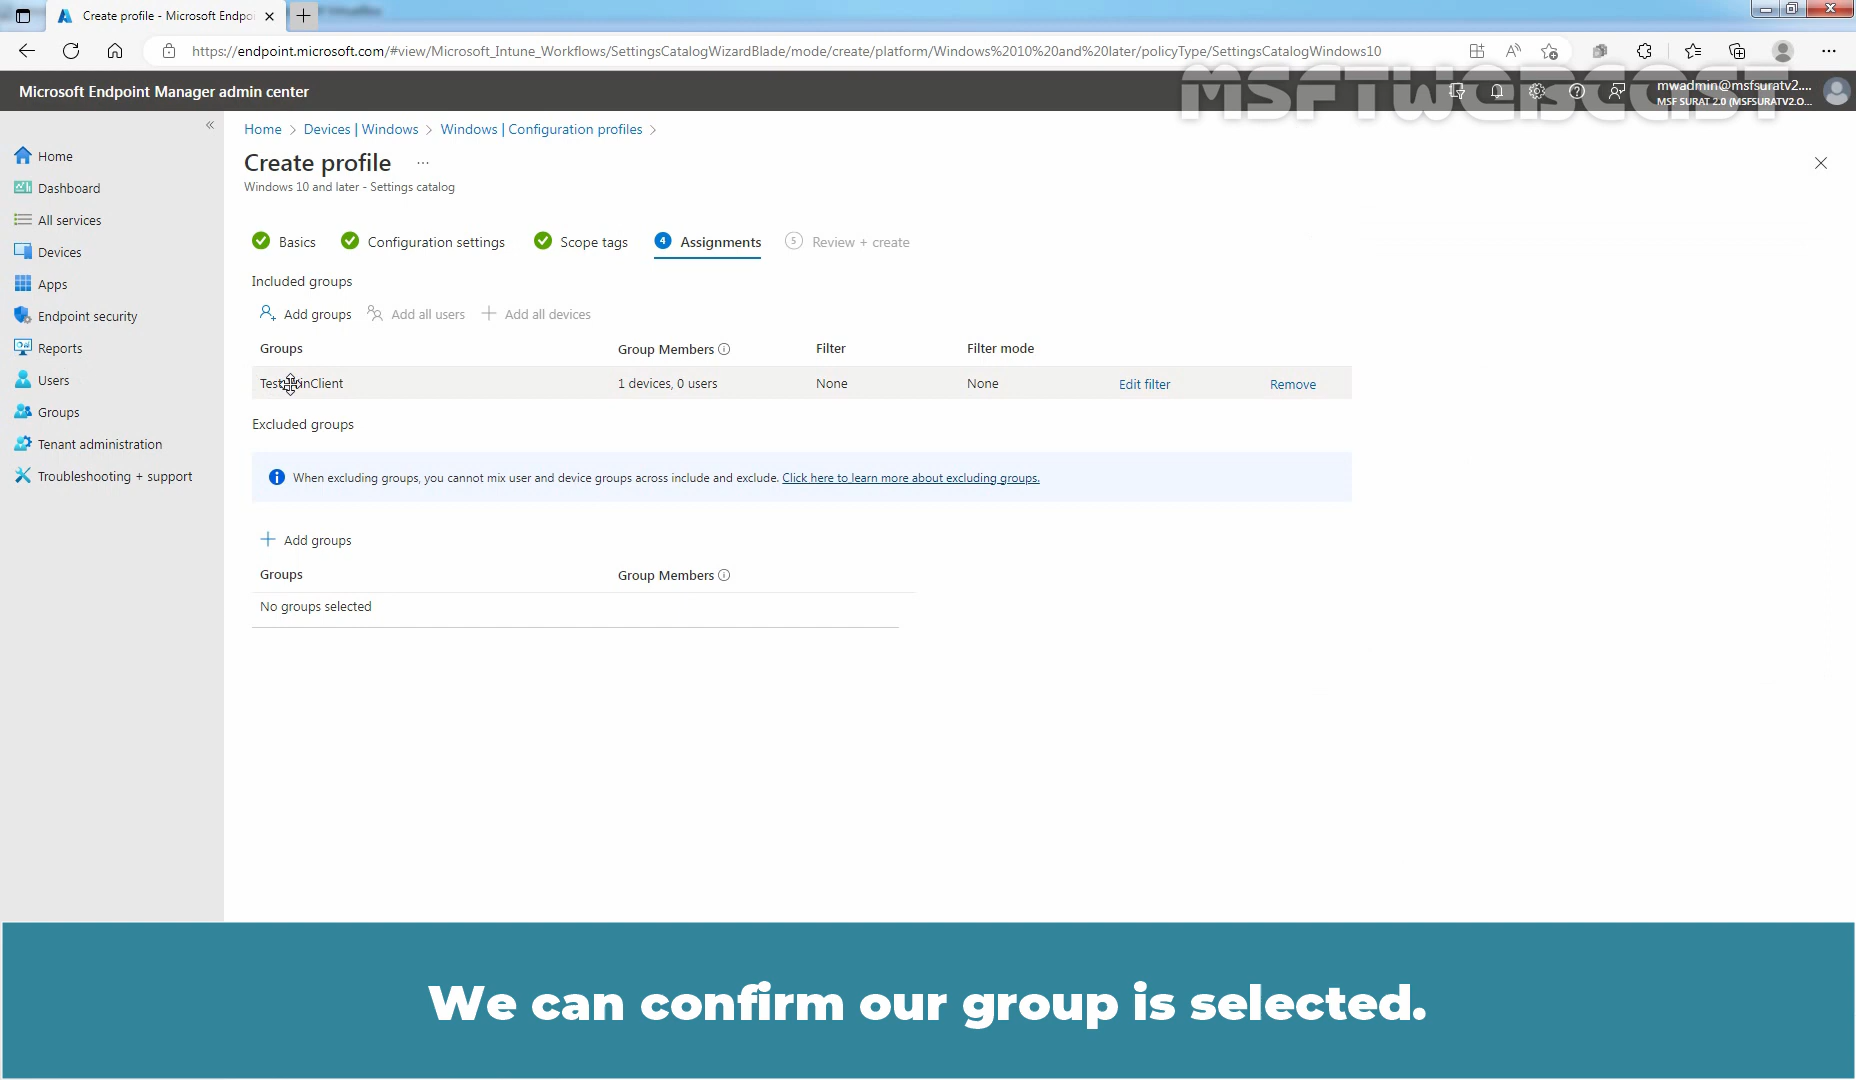 Create profile - Microsoft Endpo
https://endpoint.microsoft.com/#view/Microsoft_Intune_Workflows/SettingsCatalogWizardBlade/mode/create/platform/Windows%2010%20and%20later/policyType/SettingsCatalogWindows10
MSFTWEBCAST
Microsoft Endpoint Manager admin center
mwadmin@msfsuratv2....
MSF SURAT 2.0 (MSFSURATV2.O...
Home > Devices | Windows > Windows | Configuration profiles >
Create profile ...
Windows 10 and later - Settings catalog
Home
Dashboard
All services
Devices
Apps
Endpoint security
Reports
Users
Groups
Tenant administration
Troubleshooting + support
Basics Configuration settings Scope tags 4 Assignments 5 Review + create
Included groups
Add groups Add all users Add all devices
Groups Group Members Filter Filter mode
1 devices, 0 users None None Edit filter Remove
Excluded groups
When excluding groups, you cannot mix user and device groups across include and exclude. Click here to learn more about excluding groups.
Add groups
Groups Group Members
No groups selected
We can confirm our group is selected.